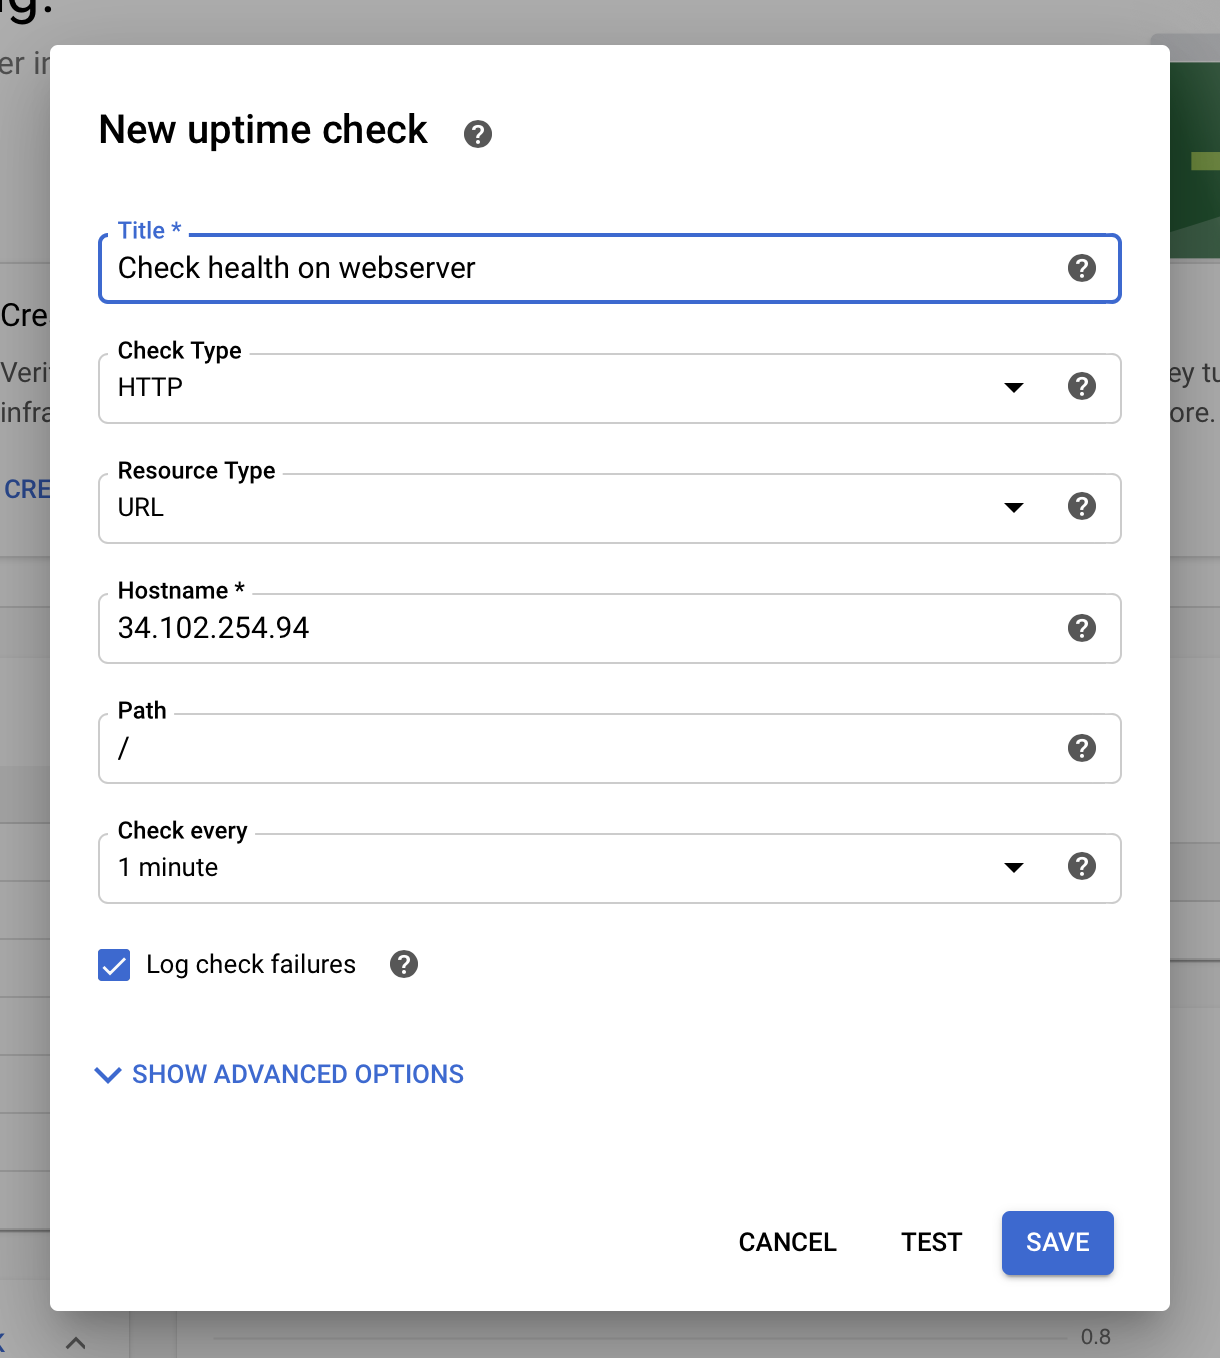 er in
New uptime check
Title *
Check health on webserver
Cre
Check Type
Veri
HTTP
ey tu
infra
ore.
Resource Type
CRE
URL
Hostname *
34.102.254.94
Path
/
Check every
1 minute
Log check failures
SHOW ADVANCED OPTIONS
CANCEL TEST SAVE
0.8